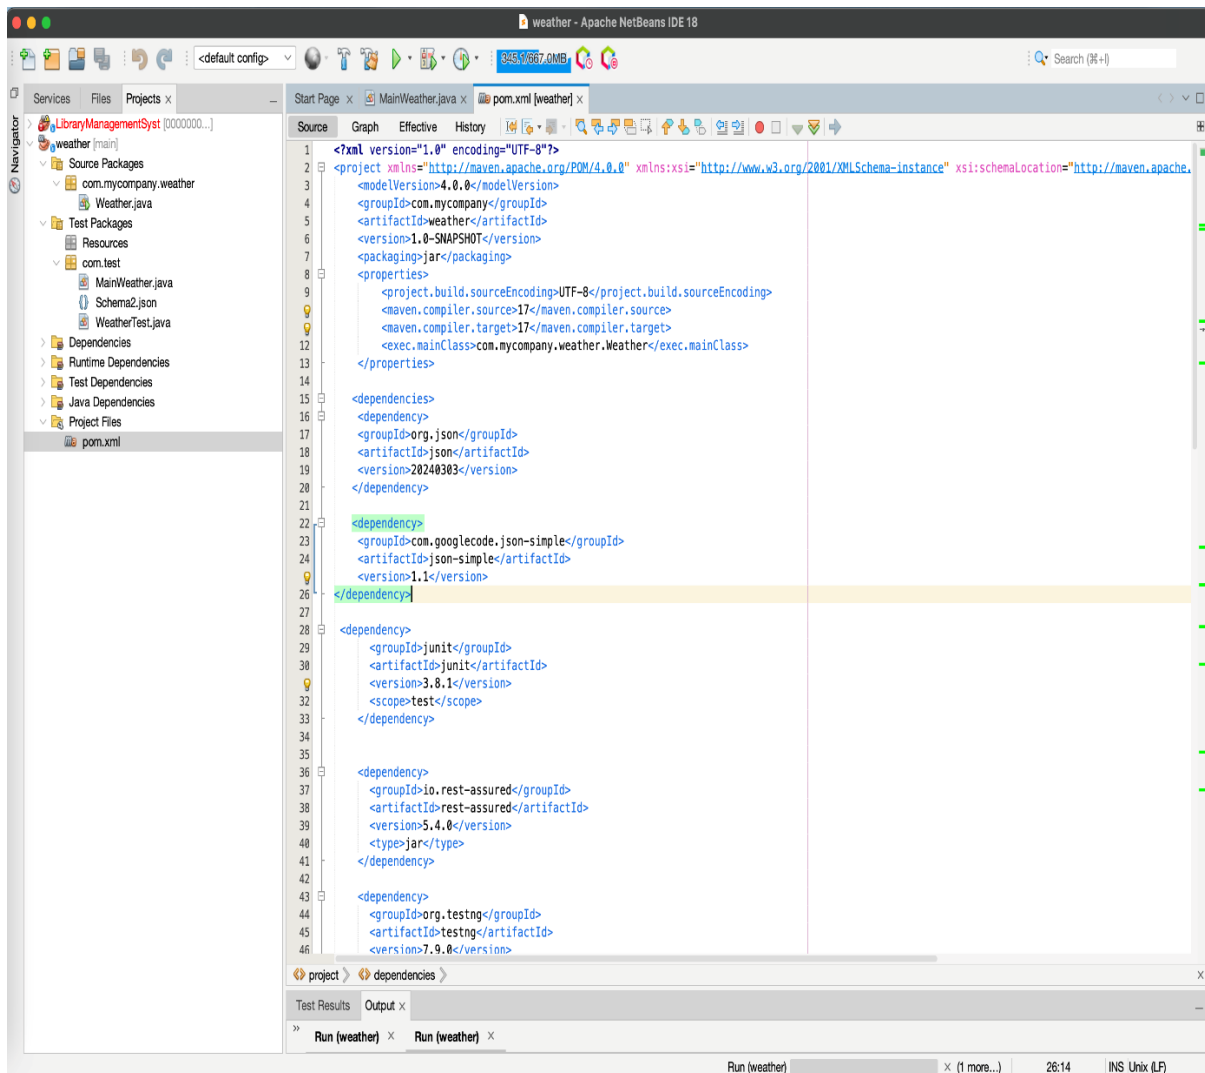 weather - Apache NetBeans IDE 18
<default config>
345.1/667.0MB
Search (⌘+I)
Navigator
Services Files Projects
LibraryManagementSyst [0000000...]
weather [main]
Source Packages
com.mycompany.weather
Weather.java
Test Packages
Resources
com.test
MainWeather.java
Schema2.json
WeatherTest.java
Dependencies
Runtime Dependencies
Test Dependencies
Java Dependencies
Project Files
pom.xml
Start Page MainWeather.java pom.xml [weather]
Source Graph Effective History
1 <?xml version="1.0" encoding="UTF-8"?>
2 <project xmlns="http://maven.apache.org/POM/4.0.0" xmlns:xsi="http://www.w3.org/2001/XMLSchema-instance" xsi:schemaLocation="http://maven.apache.
3 <modelVersion>4.0.0</modelVersion>
4 <groupId>com.mycompany</groupId>
5 <artifactId>weather</artifactId>
6 <version>1.0-SNAPSHOT</version>
7 <packaging>jar</packaging>
8 <properties>
9 <project.build.sourceEncoding>UTF-8</project.build.sourceEncoding>
<maven.compiler.source>17</maven.compiler.source>
<maven.compiler.target>17</maven.compiler.target>
12 <exec.mainClass>com.mycompany.weather.Weather</exec.mainClass>
13 </properties>
14
15 <dependencies>
16 <dependency>
17 <groupId>org.json</groupId>
18 <artifactId>json</artifactId>
19 <version>20240303</version>
20 </dependency>
21
22 <dependency>
23 <groupId>com.googlecode.json-simple</groupId>
24 <artifactId>json-simple</artifactId>
<version>1.1</version>
26 </dependency>
27
28 <dependency>
29 <groupId>junit</groupId>
30 <artifactId>junit</artifactId>
<version>3.8.1</version>
32 <scope>test</scope>
33 </dependency>
34
35
36 <dependency>
37 <groupId>io.rest-assured</groupId>
38 <artifactId>rest-assured</artifactId>
39 <version>5.4.0</version>
40 <type>jar</type>
41 </dependency>
42
43 <dependency>
44 <groupId>org.testng</groupId>
45 <artifactId>testng</artifactId>
46 <version>7.9.0</version>
project dependencies
Test Results Output
Run (weather) Run (weather)
Run (weather) (1 more...) 26:14 INS Unix (LF)